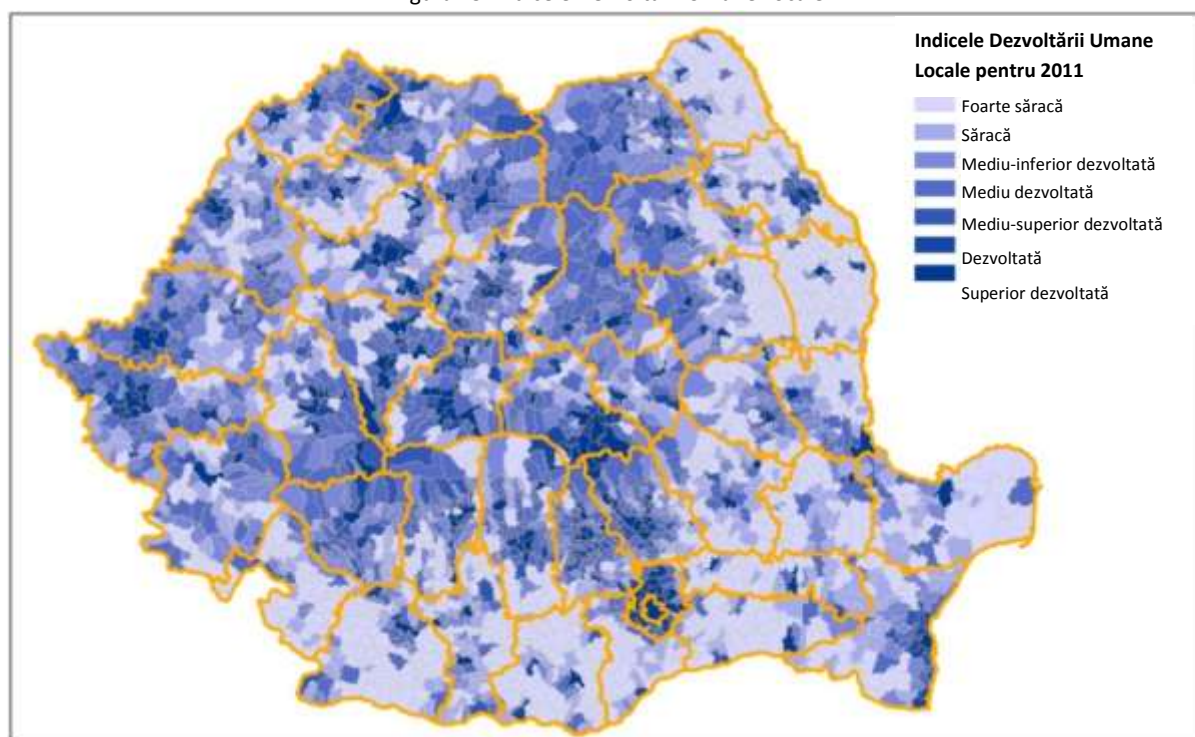 Indicele Dezvoltării Umane
Locale pentru 2011
Foarte săracă
Săracă
Mediu-inferior dezvoltată
Mediu dezvoltată
Mediu-superior dezvoltată
Dezvoltată
Superior dezvoltată